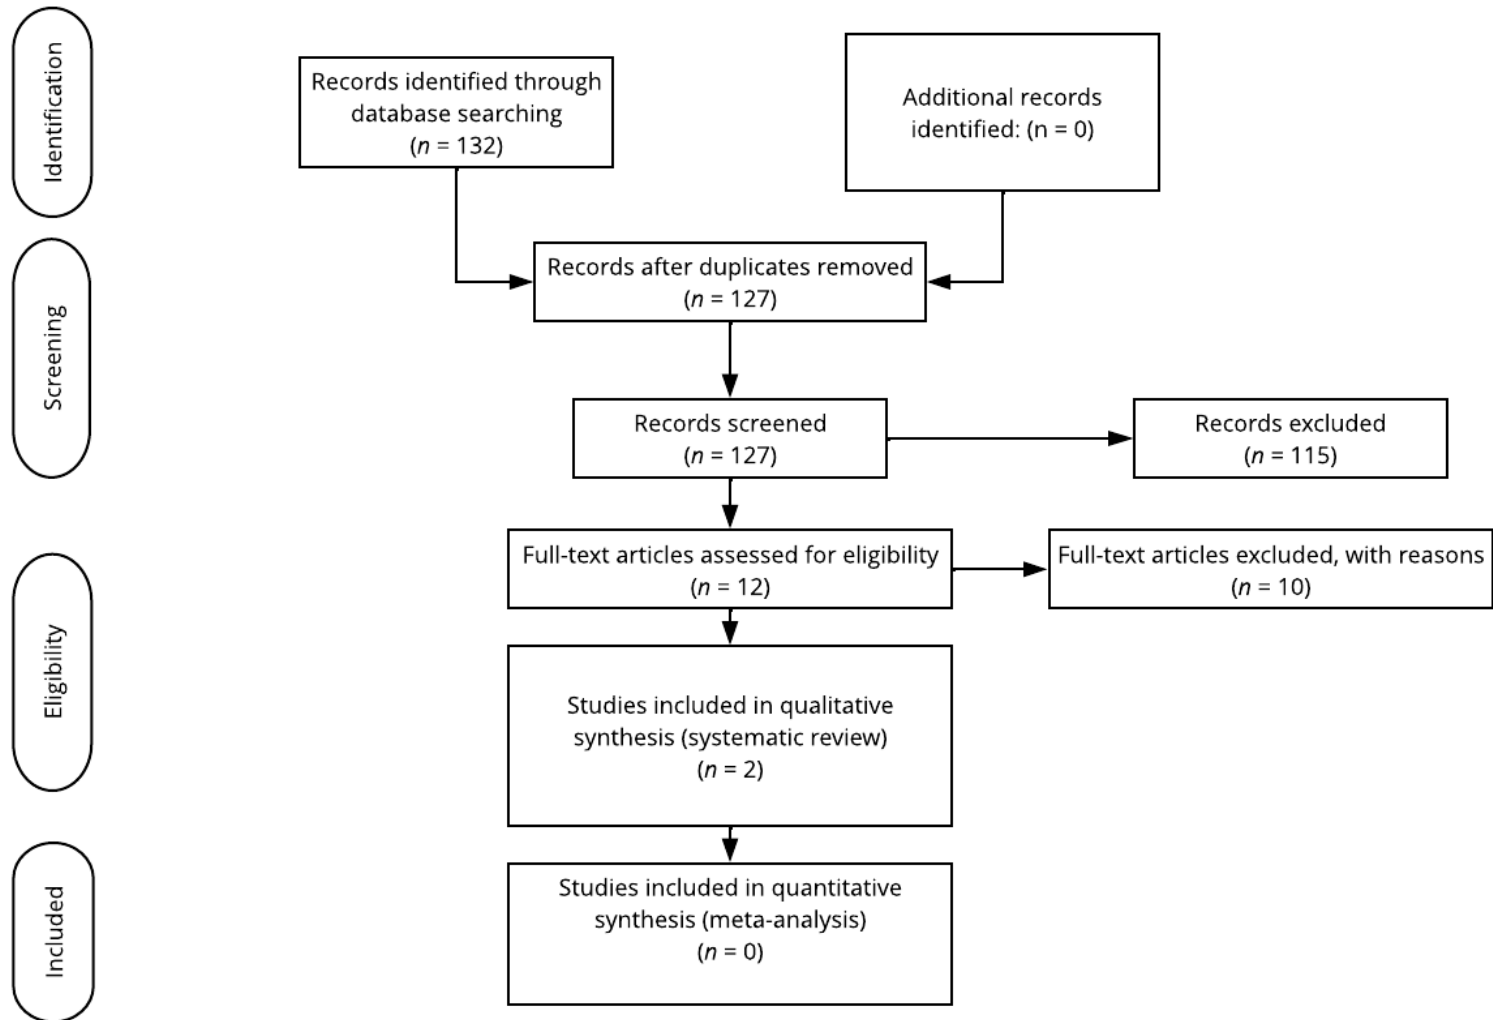 Identification
Records identified through
database searching
(n = 132)
Additional records
identified: (n = 0)
Screening
Records after duplicates removed
(n = 127)
Records screened
(n = 127)
Records excluded
(n = 115)
Eligibility
Full-text articles assessed for eligibility
(n = 12)
Full-text articles excluded, with reasons
(n = 10)
Studies included in qualitative
synthesis (systematic review)
(n = 2)
Included
Studies included in quantitative
synthesis (meta-analysis)
(n = 0)